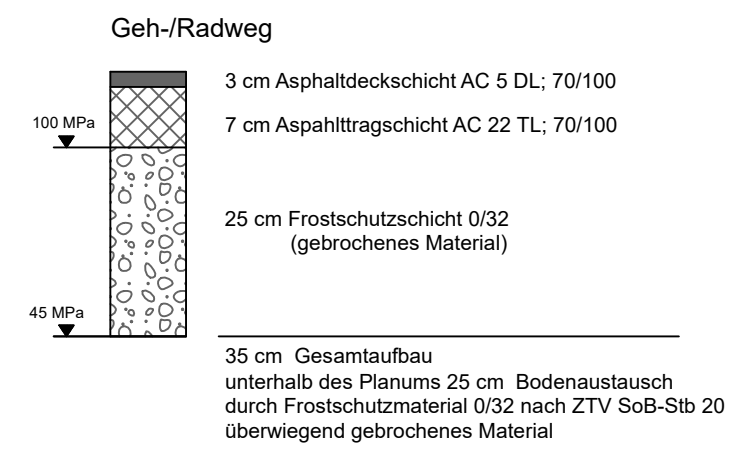 Geh-/Radweg
3 cm Asphaltdeckschicht AC 5 DL; 70/100
100 MPa
7 cm Aspahlttragschicht AC 22 TL; 70/100
25 cm Frostschutzschicht 0/32
(gebrochenes Material)
45 MPa
35 cm Gesamtaufbau
unterhalb des Planums 25 cm Bodenaustausch
durch Frostschutzmaterial 0/32 nach ZTV SoB-Stb 20
überwiegend gebrochenes Material